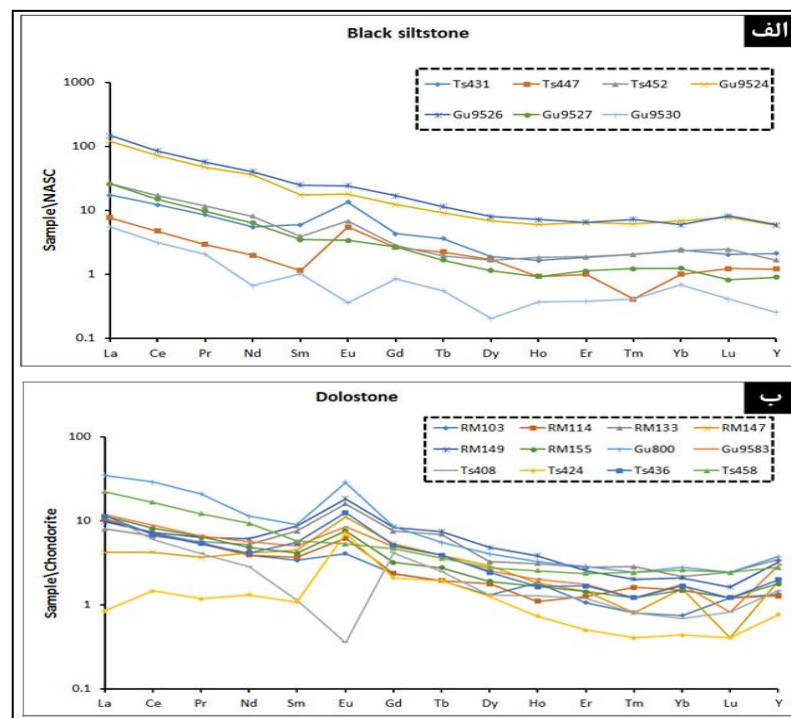 Black siltstone
الف
Ts431 Ts447 Ts452 Gu9524
Gu9526 Gu9527 Gu9530
Sample\NASC
1000
100
10
1
0.1
La Ce Pr Nd Sm Eu Gd Tb Dy Ho Er Tm Yb Lu Y
Dolostone
ب
RM103 RM114 RM133 RM147
RM149 RM155 Gu800 Gu9583
Ts408 Ts424 Ts436 Ts458
Sample/Chondorite
100
10
1
0.1
La Ce Pr Nd Sm Eu Gd Tb Dy Ho Er Tm Yb Lu Y